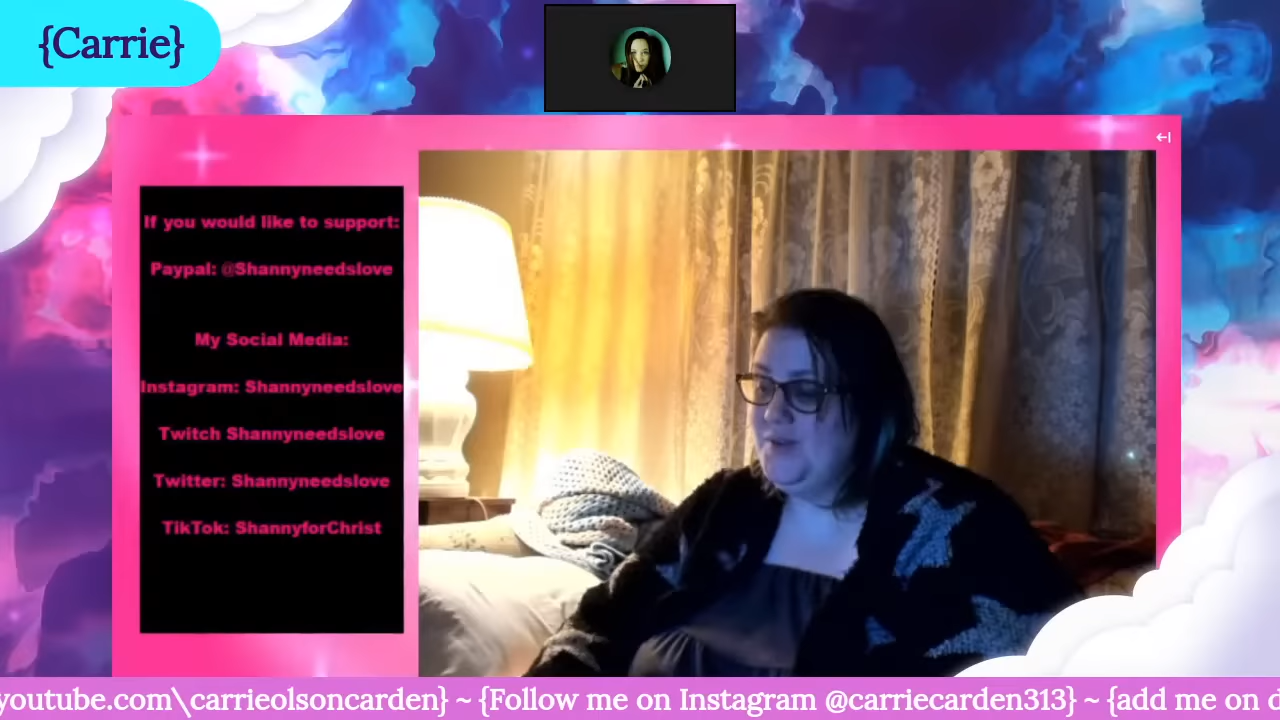 {Carrie}
If you would like to support:
Paypal: @Shannyneedslove
My Social Media:
Instagram: Shannyneedslove
Twitch Shannyneedslove
Twitter: Shannyneedslove
TikTok: ShannyforChrist
youtube.com\carrieolsoncarden} ~ {Follow me on Instagram @carriecarden313} ~ {add me on d